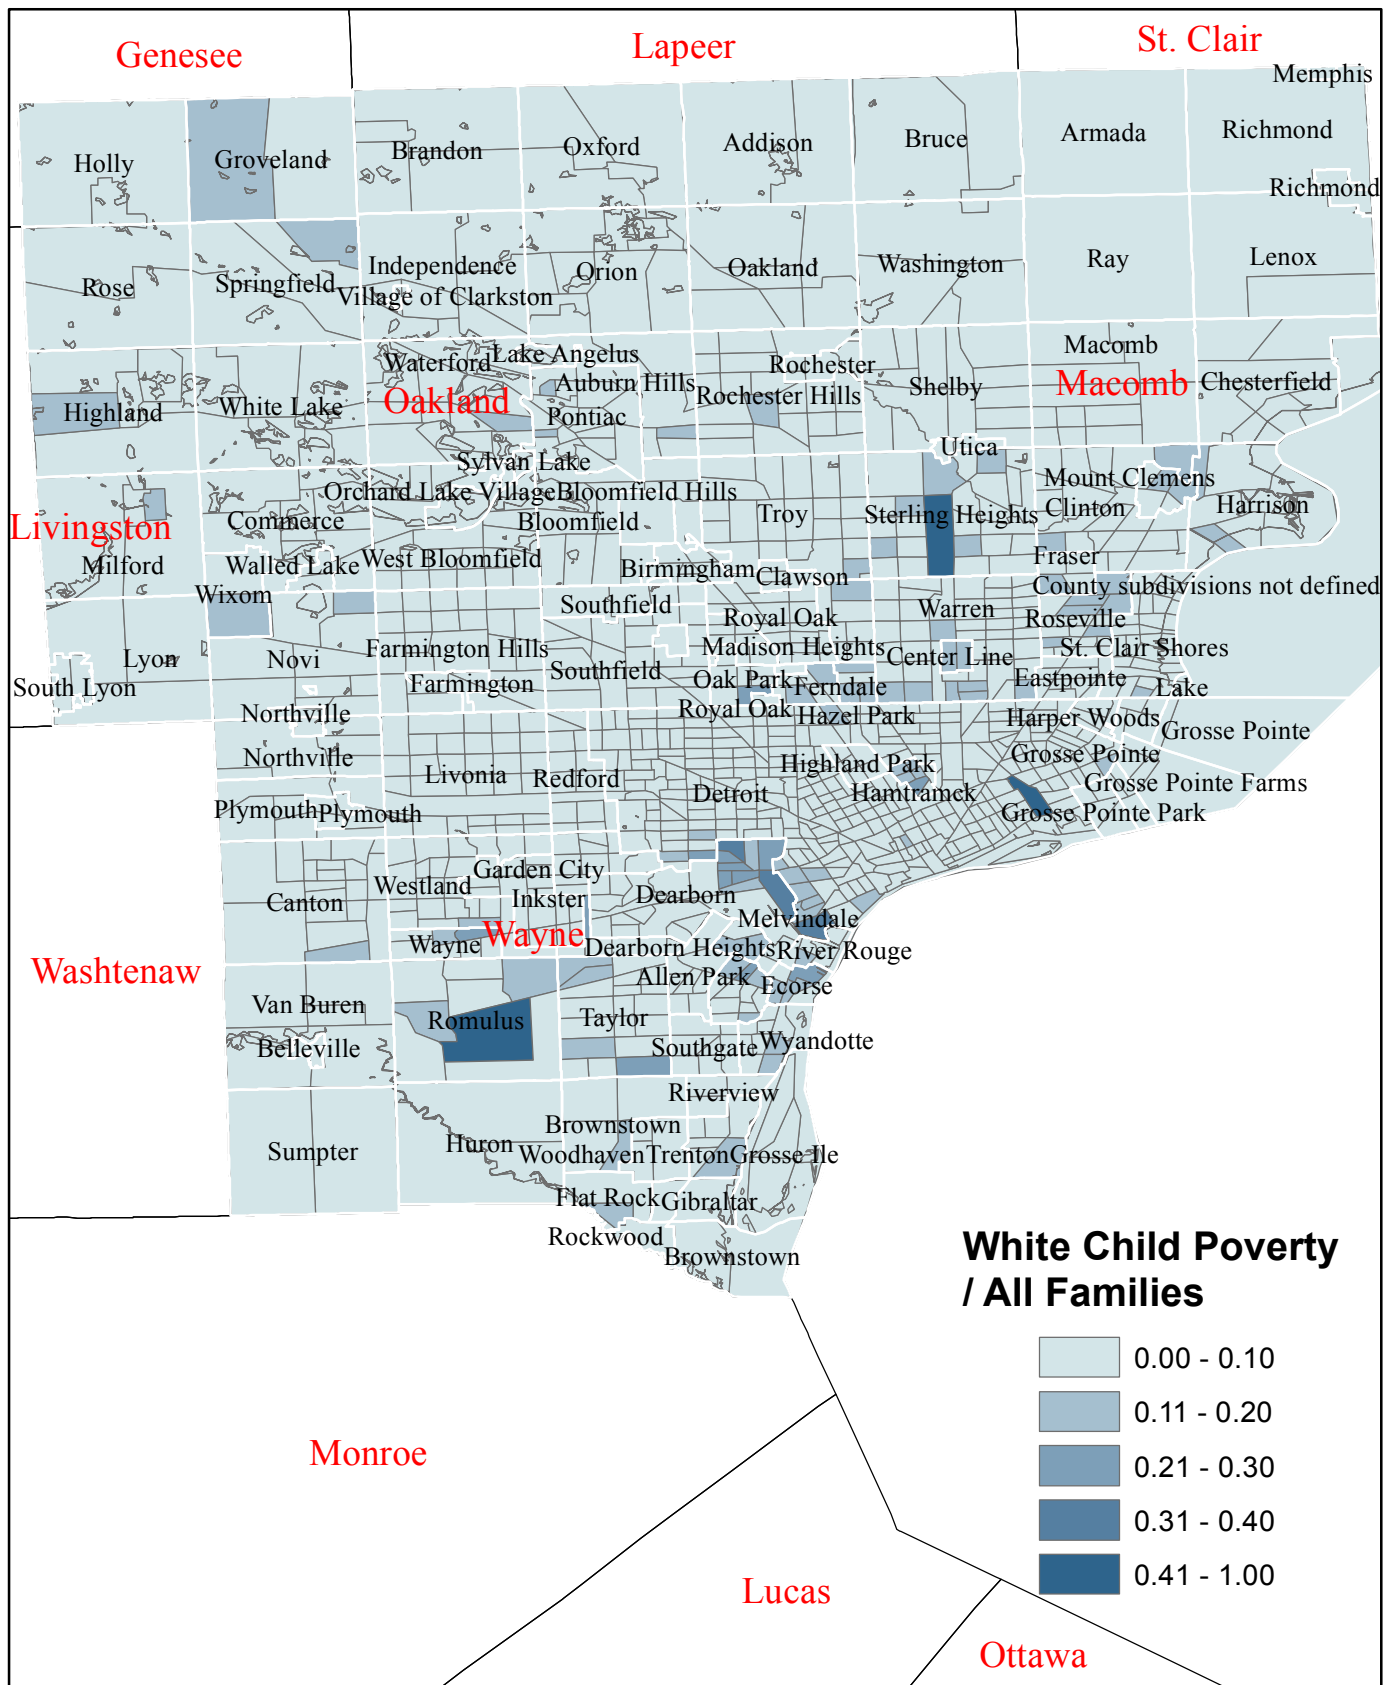 Genesee
Lapeer
St. Clair
Memphis
Holly
Groveland
Brandon
Oxford
Addison
Bruce
Armada
Richmond
Richmond
Rose
Springfield
Independence
Village of Clarkston
Orion
Oakland
Washington
Ray
Lenox
Highland
White Lake
Waterford
Lake Angelus
Oakland
Auburn Hills
Pontiac
Rochester
Rochester Hills
Shelby
Macomb
Macomb
Chesterfield
Utica
Sylvan Lake
Orchard Lake Village
Bloomfield Hills
Bloomfield
Troy
Sterling Heights
Mount Clemens
Clinton
Harrison
Livingston
Milford
Commerce
Walled Lake
West Bloomfield
Wixom
Birmingham
Clawson
Fraser
County subdivisions not defined
Southfield
Royal Oak
Warren
Roseville
Lyon
Novi
Farmington Hills
Southfield
Madison Heights
Center Line
St. Clair Shores
South Lyon
Farmington
Oak Park
Ferndale
Eastpointe
Lake
Northville
Royal Oak
Hazel Park
Harper Woods
Grosse Pointe
Northville
Livonia
Redford
Highland Park
Grosse Pointe
Grosse Pointe Farms
Plymouth
Plymouth
Detroit
Hamtramck
Grosse Pointe Park
Garden City
Westland
Inkster
Dearborn
Canton
Melvindale
Wayne
Wayne
Dearborn Heights
River Rouge
Washtenaw
Allen Park
Ecorse
Van Buren
Romulus
Taylor
Belleville
Southgate
Wyandotte
Riverview
Sumpter
Huron
Brownstown
Woodhaven
Trenton
Grosse Ile
Flat Rock
Gibraltar
Rockwood
Brownstown
White Child Poverty
/ All Families
0.00 - 0.10
0.11 - 0.20
0.21 - 0.30
0.31 - 0.40
0.41 - 1.00
Monroe
Lucas
Ottawa